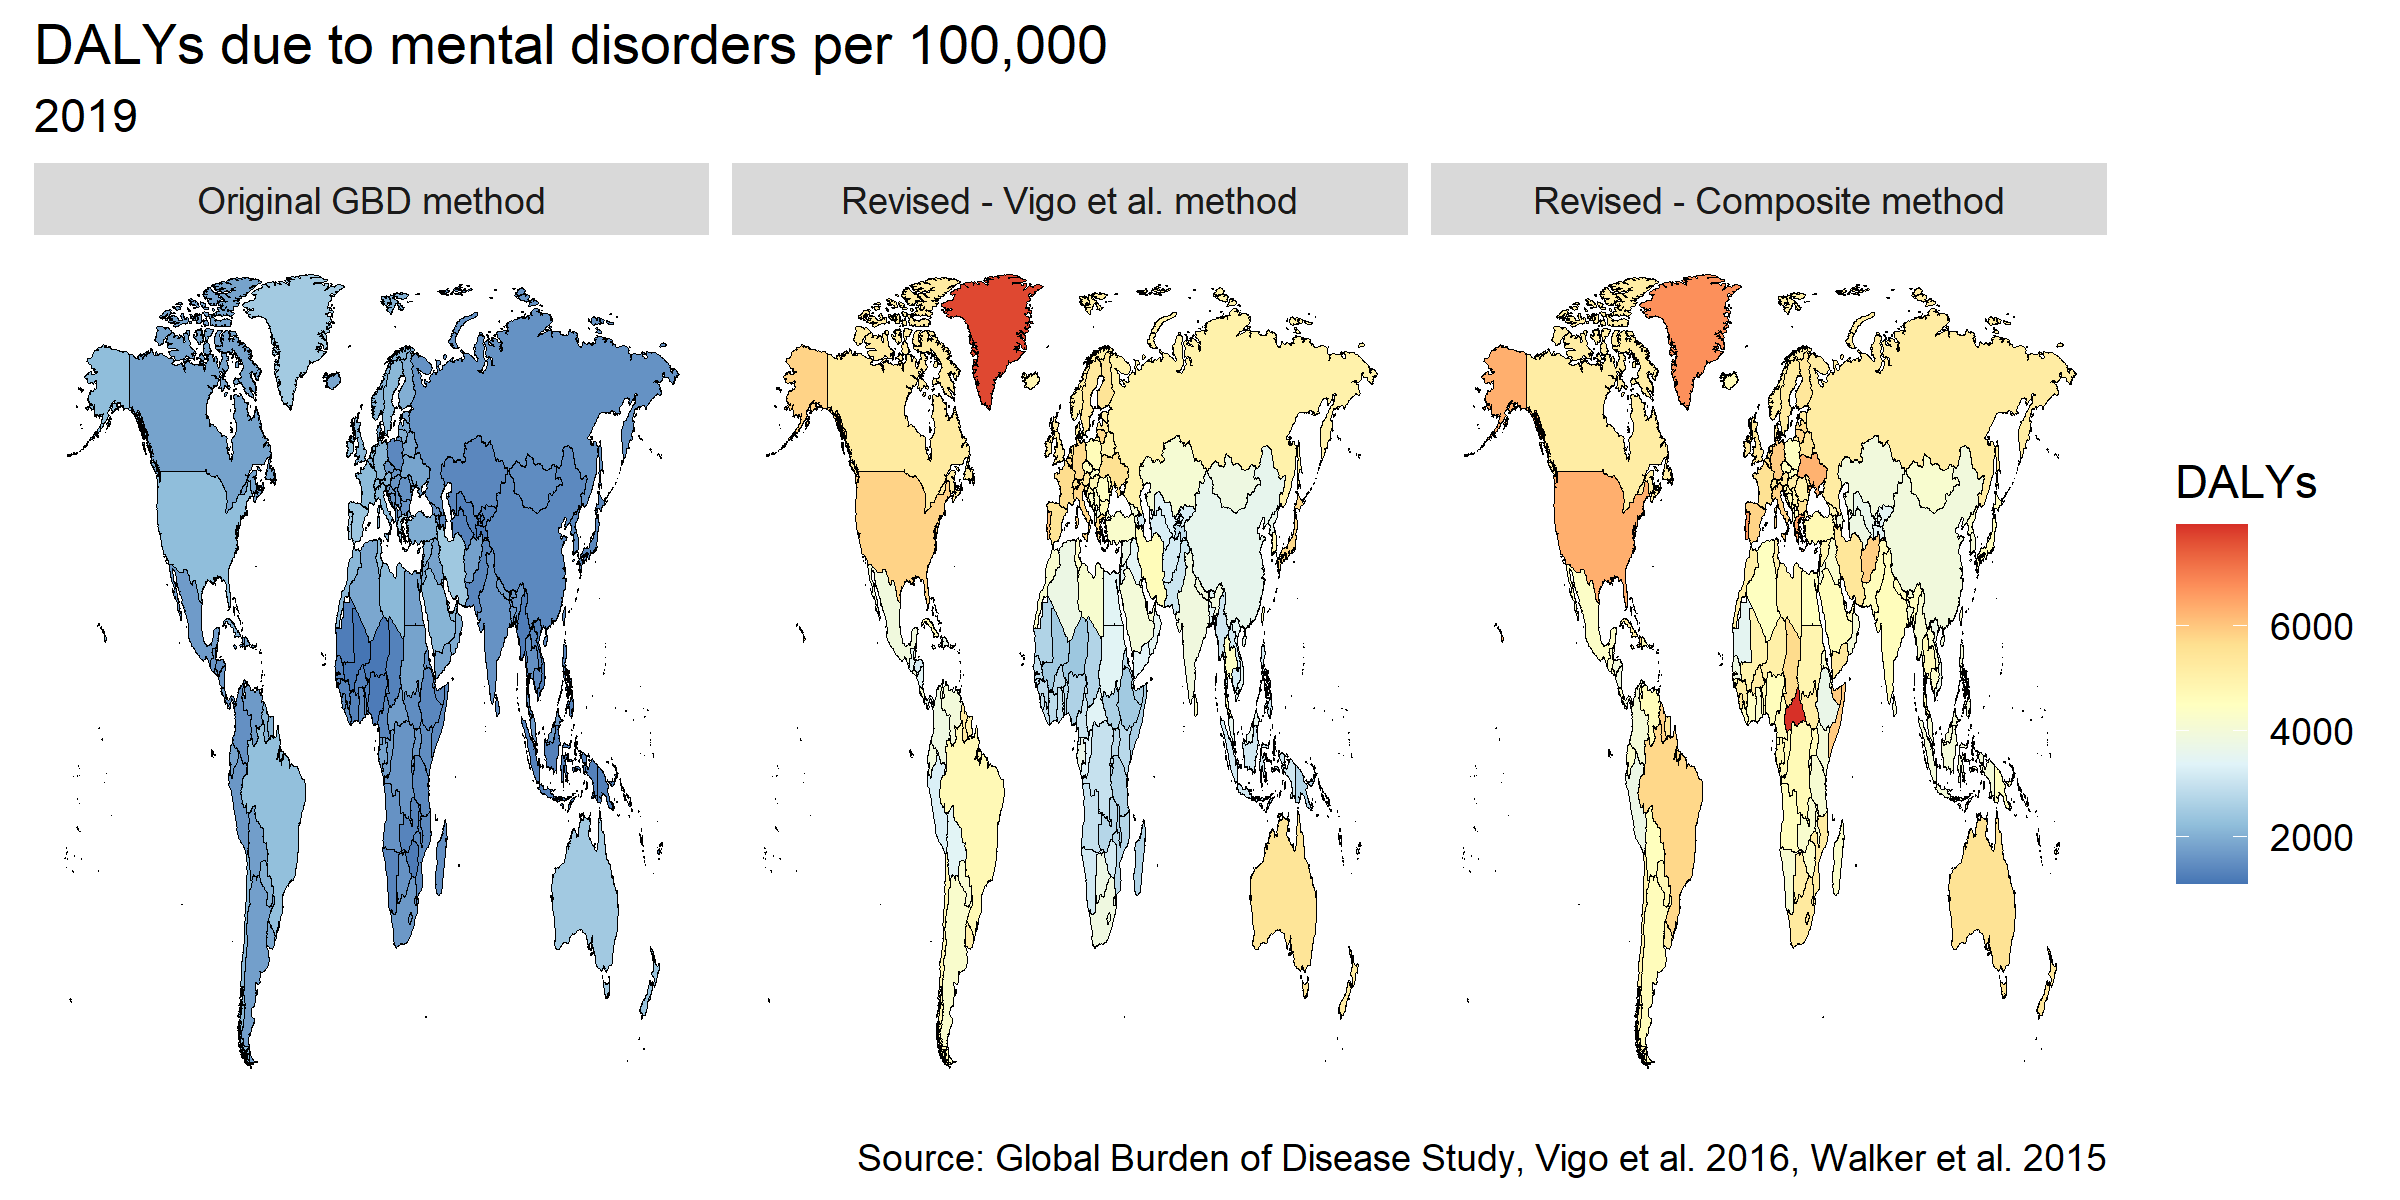 DALYs due to mental disorders per 100,000
2019
Original GBD method
Revised - Vigo et al. method
Revised - Composite method
DALYs
6000
4000
2000
Source: Global Burden of Disease Study, Vigo et al. 2016, Walker et al. 2015